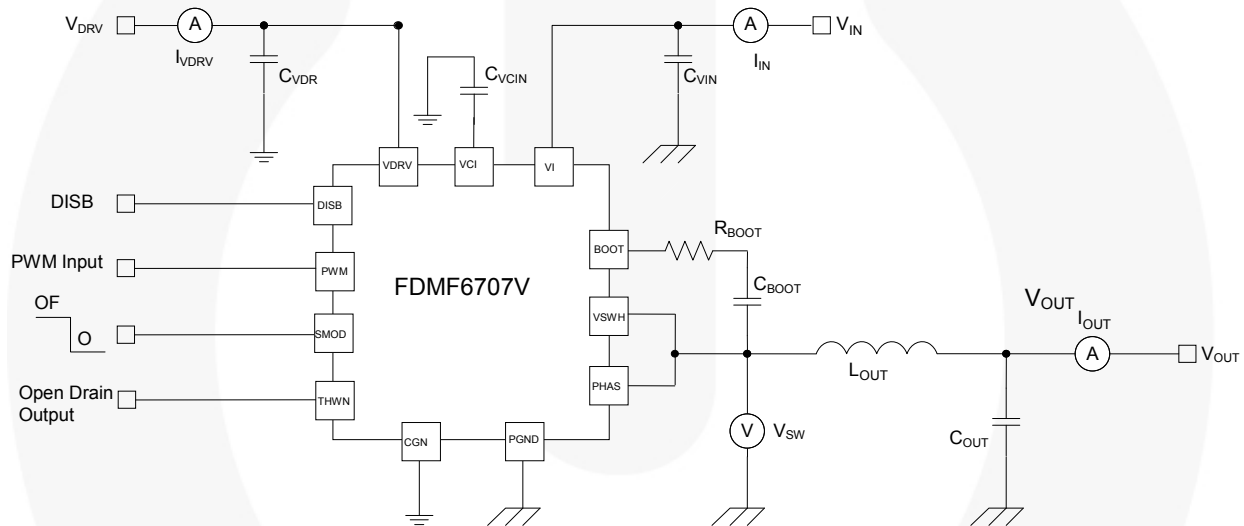 VDRV
A
IVDRV
CVDR
CVCIN
CVIN
A
IIN
VIN
VDRV
VCI
VI
DISB
DISB
PWM Input
PWM
OF
O
SMOD
Open Drain
Output
THWN
FDMF6707V
BOOT
RBOOT
CBOOT
VSWH
PHAS
CGN
PGND
V
VSW
LOUT
COUT
VOUT
IOUT
A
VOUT